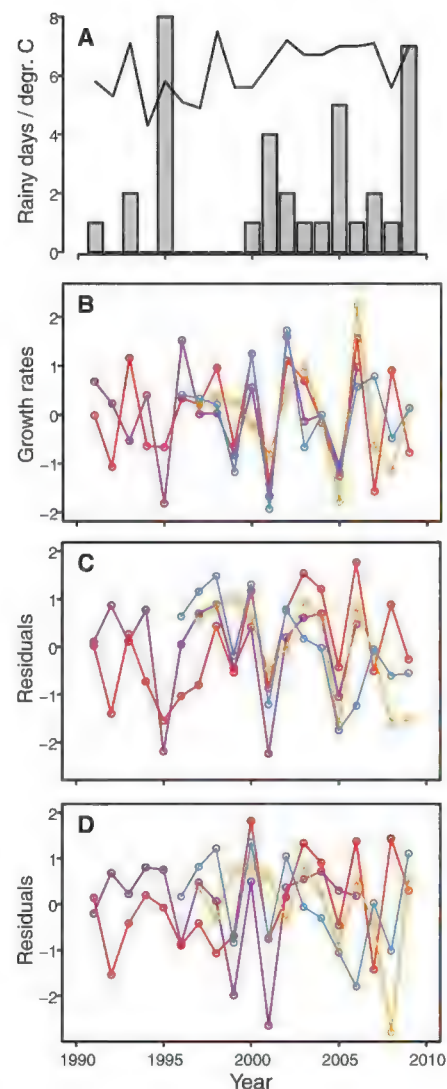 A
Rainy days / degr. C
8
6
4
2
0
B
Growth rates
2
1
0
−1
−2
C
Residuals
2
1
0
−1
−2
D
Residuals
2
1
0
−1
−2
1990 1995 2000 2005 2010
Year